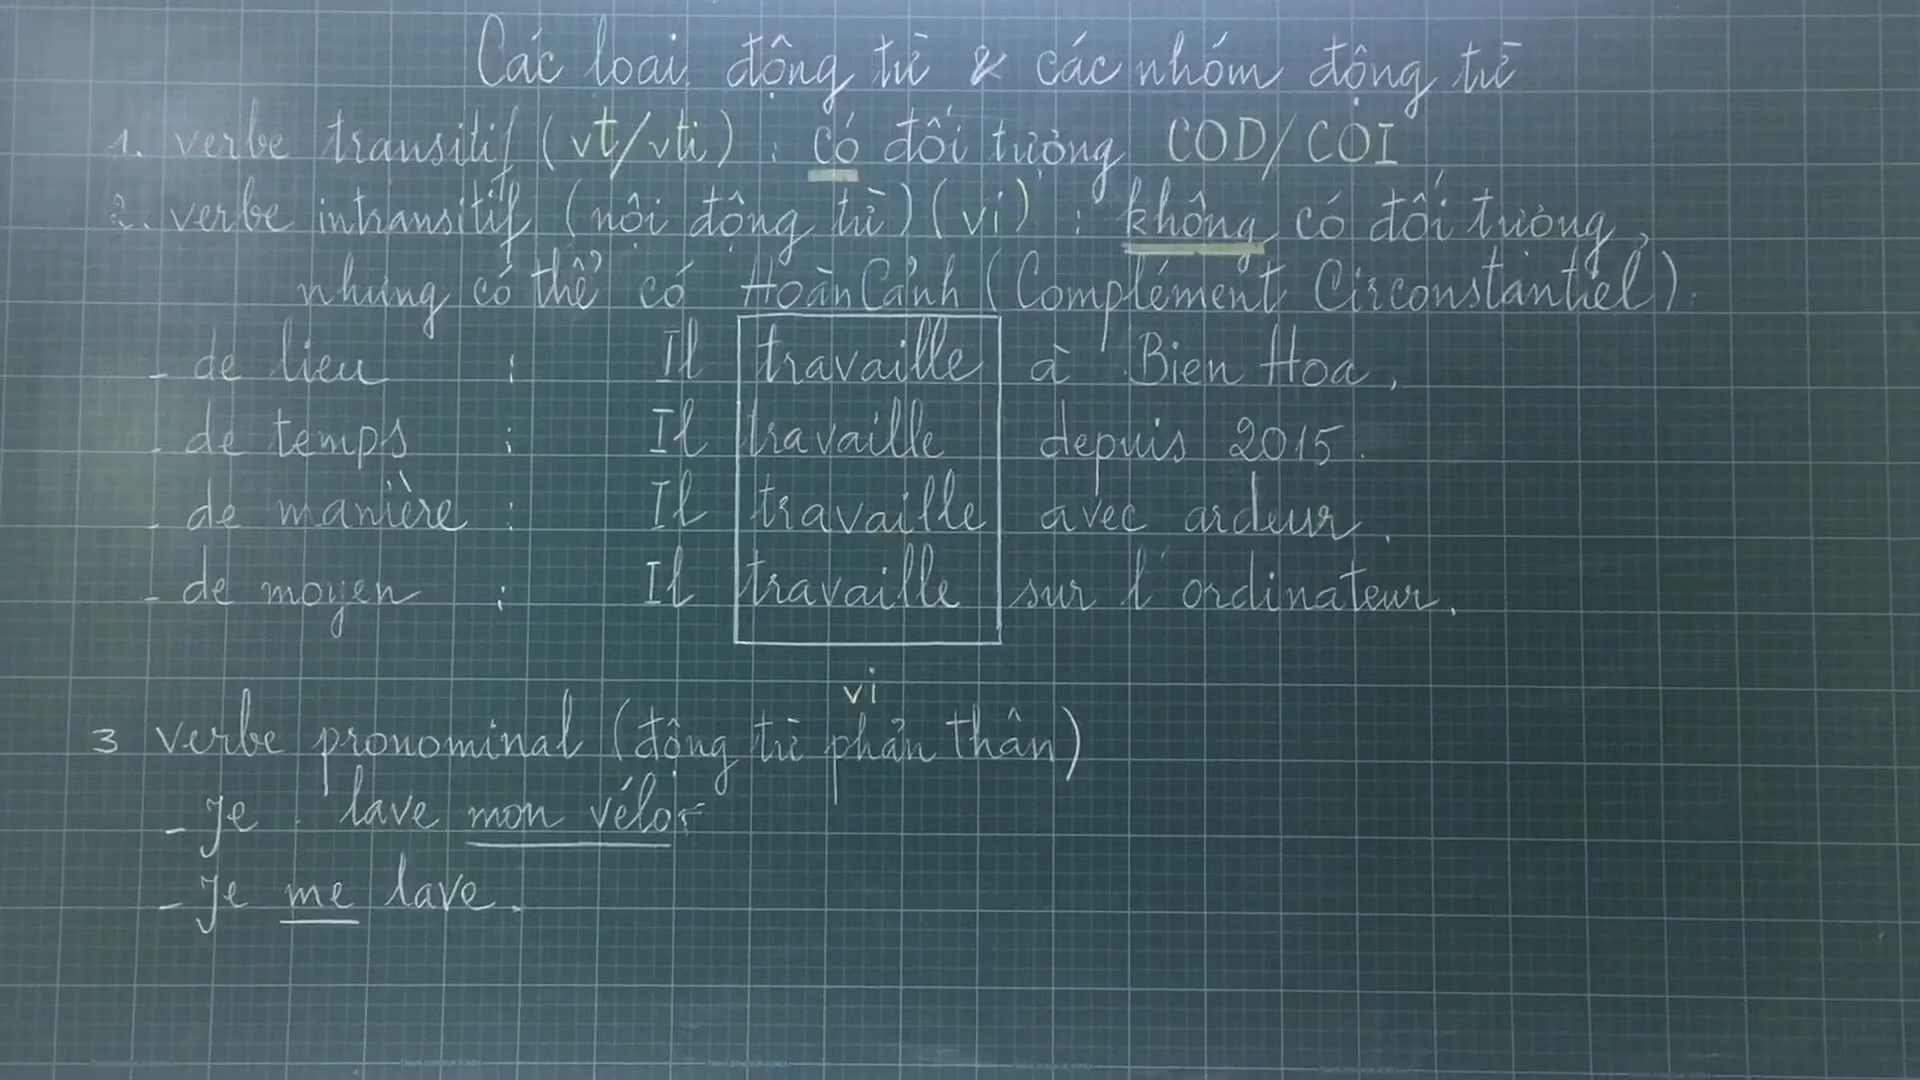 Các loại động từ & các nhóm động từ
1. verbe transitif (vt/vti) : có đối tượng COD/COI
2. verbe intransitif (nội động từ) (vi) : không có đối tượng,
nhưng có thể có Hoàn Cảnh (Complément Circonstantiel).
- de lieu : Il travaille à Bien Hoa.
- de temps : Il travaille depuis 2015.
- de manière : Il travaille avec ardeur.
- de moyen : Il travaille sur l'ordinateur.
vi
3 verbe pronominal (động từ phản thân)
- Je lave mon vélo.
- Je me lave.